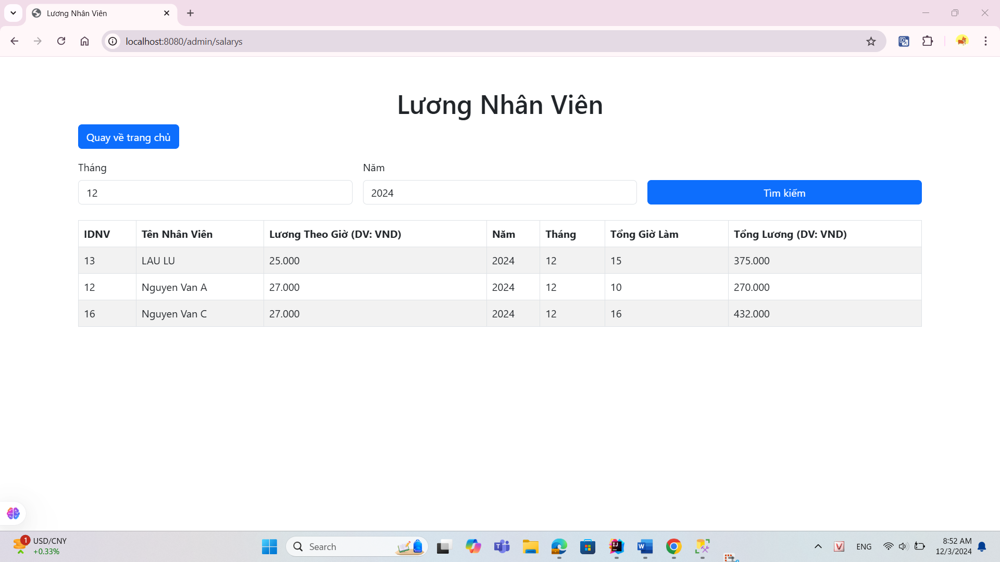 Lương Nhân Viên
localhost:8080/admin/salarys
Lương Nhân Viên
Quay về trang chủ
Tháng Năm
12 2024 Tìm kiếm
IDNV Tên Nhân Viên Lương Theo Giờ (DV: VND) Năm Tháng Tổng Giờ Làm Tổng Lương (DV: VND)
13 LAU LU 25.000 2024 12 15 375.000
12 Nguyen Van A 27.000 2024 12 10 270.000
16 Nguyen Van C 27.000 2024 12 16 432.000
1 USD/CNY
+0.33%
Search
ENG
8:52 AM
12/3/2024